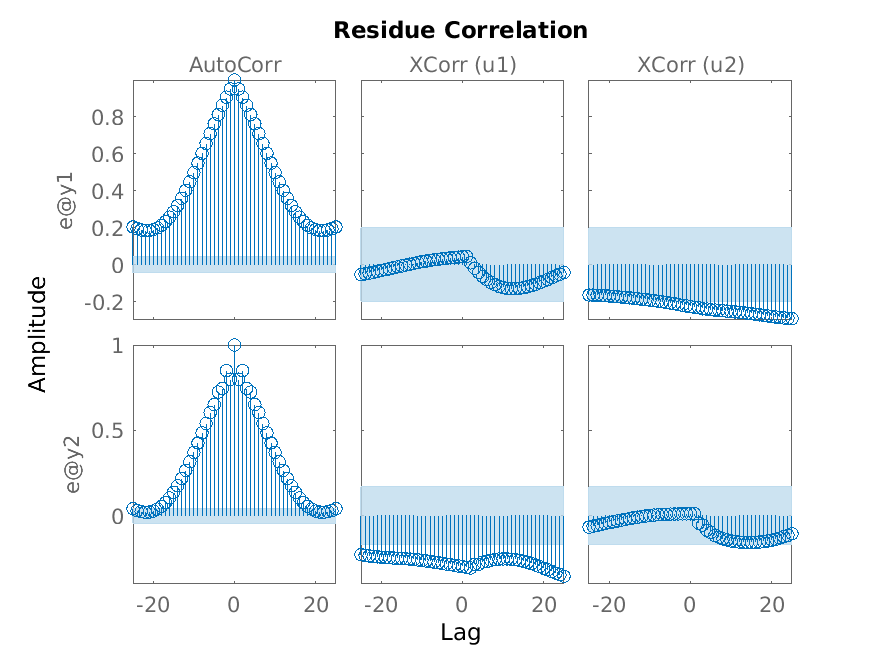 Residue Correlation
AutoCorr
XCorr (u1)
XCorr (u2)
Amplitude
e@y1
0.8
0.6
0.4
0.2
0
-0.2
e@y2
1
0.5
0
-20 0 20
-20 0 20
-20 0 20
Lag